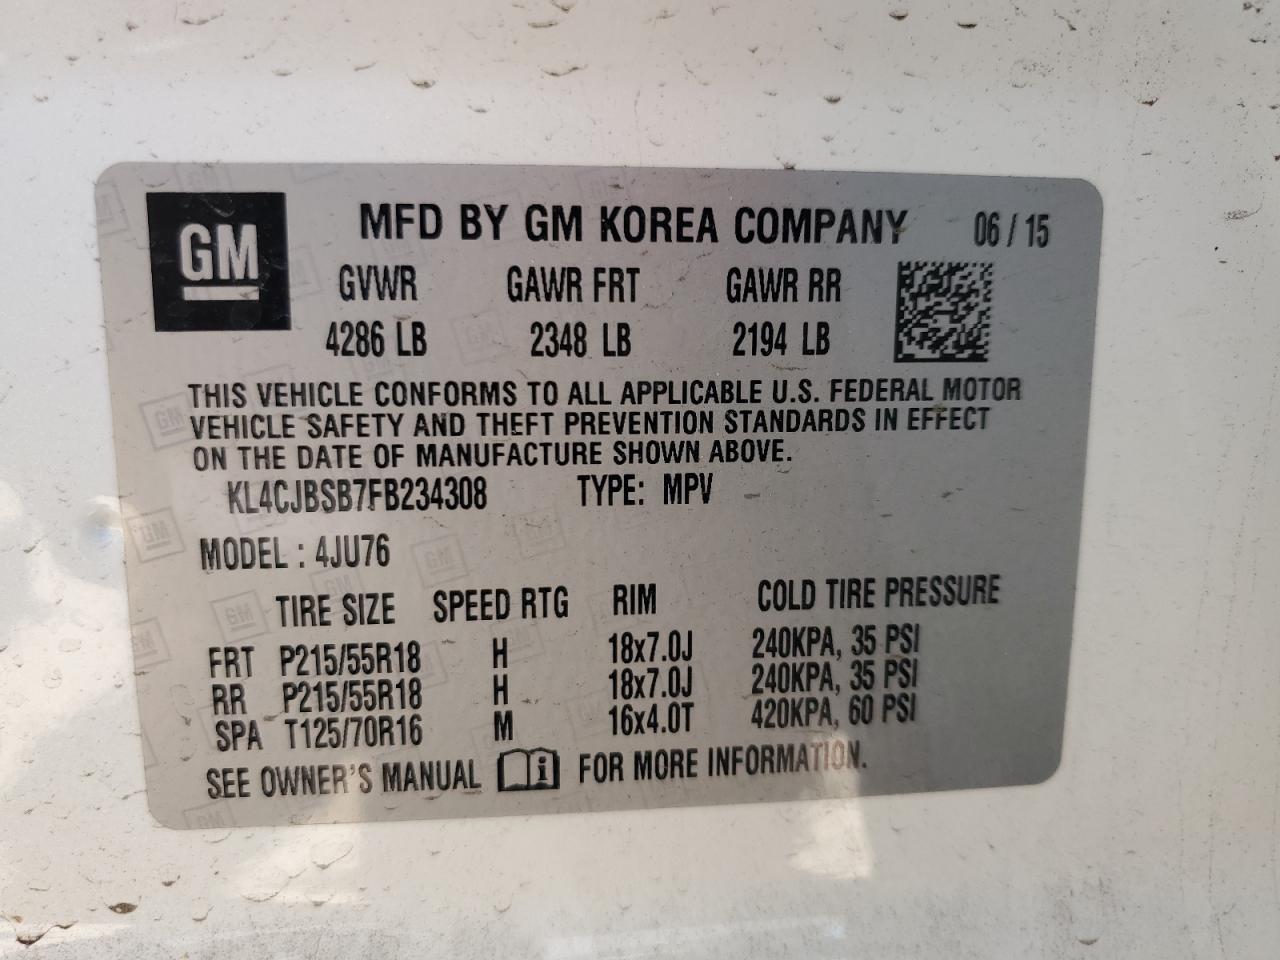 GM MFD BY GM KOREA COMPANY 06 / 15
GVWR GAWR FRT GAWR RR
4286 LB 2348 LB 2194 LB
THIS VEHICLE CONFORMS TO ALL APPLICABLE U.S. FEDERAL MOTOR
VEHICLE SAFETY AND THEFT PREVENTION STANDARDS IN EFFECT
ON THE DATE OF MANUFACTURE SHOWN ABOVE.
KL4CJBSB7FB234308 TYPE: MPV
MODEL : 4JU76
TIRE SIZE SPEED RTG RIM COLD TIRE PRESSURE
FRT P215/55R18 H 18x7.0J 240KPA, 35 PSI
RR P215/55R18 H 18x7.0J 240KPA, 35 PSI
SPA T125/70R16 M 16x4.0T 420KPA, 60 PSI
SEE OWNER'S MANUAL i FOR MORE INFORMATION.